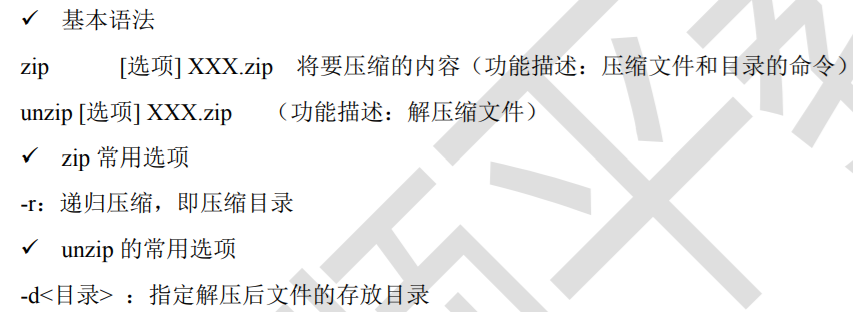 ✓ 基本语法
zip [选项] XXX.zip 将要压缩的内容（功能描述：压缩文件和目录的命令）
unzip [选项] XXX.zip （功能描述：解压缩文件）
✓ zip 常用选项
-r：递归压缩，即压缩目录
✓ unzip 的常用选项
-d<目录> ：指定解压后文件的存放目录